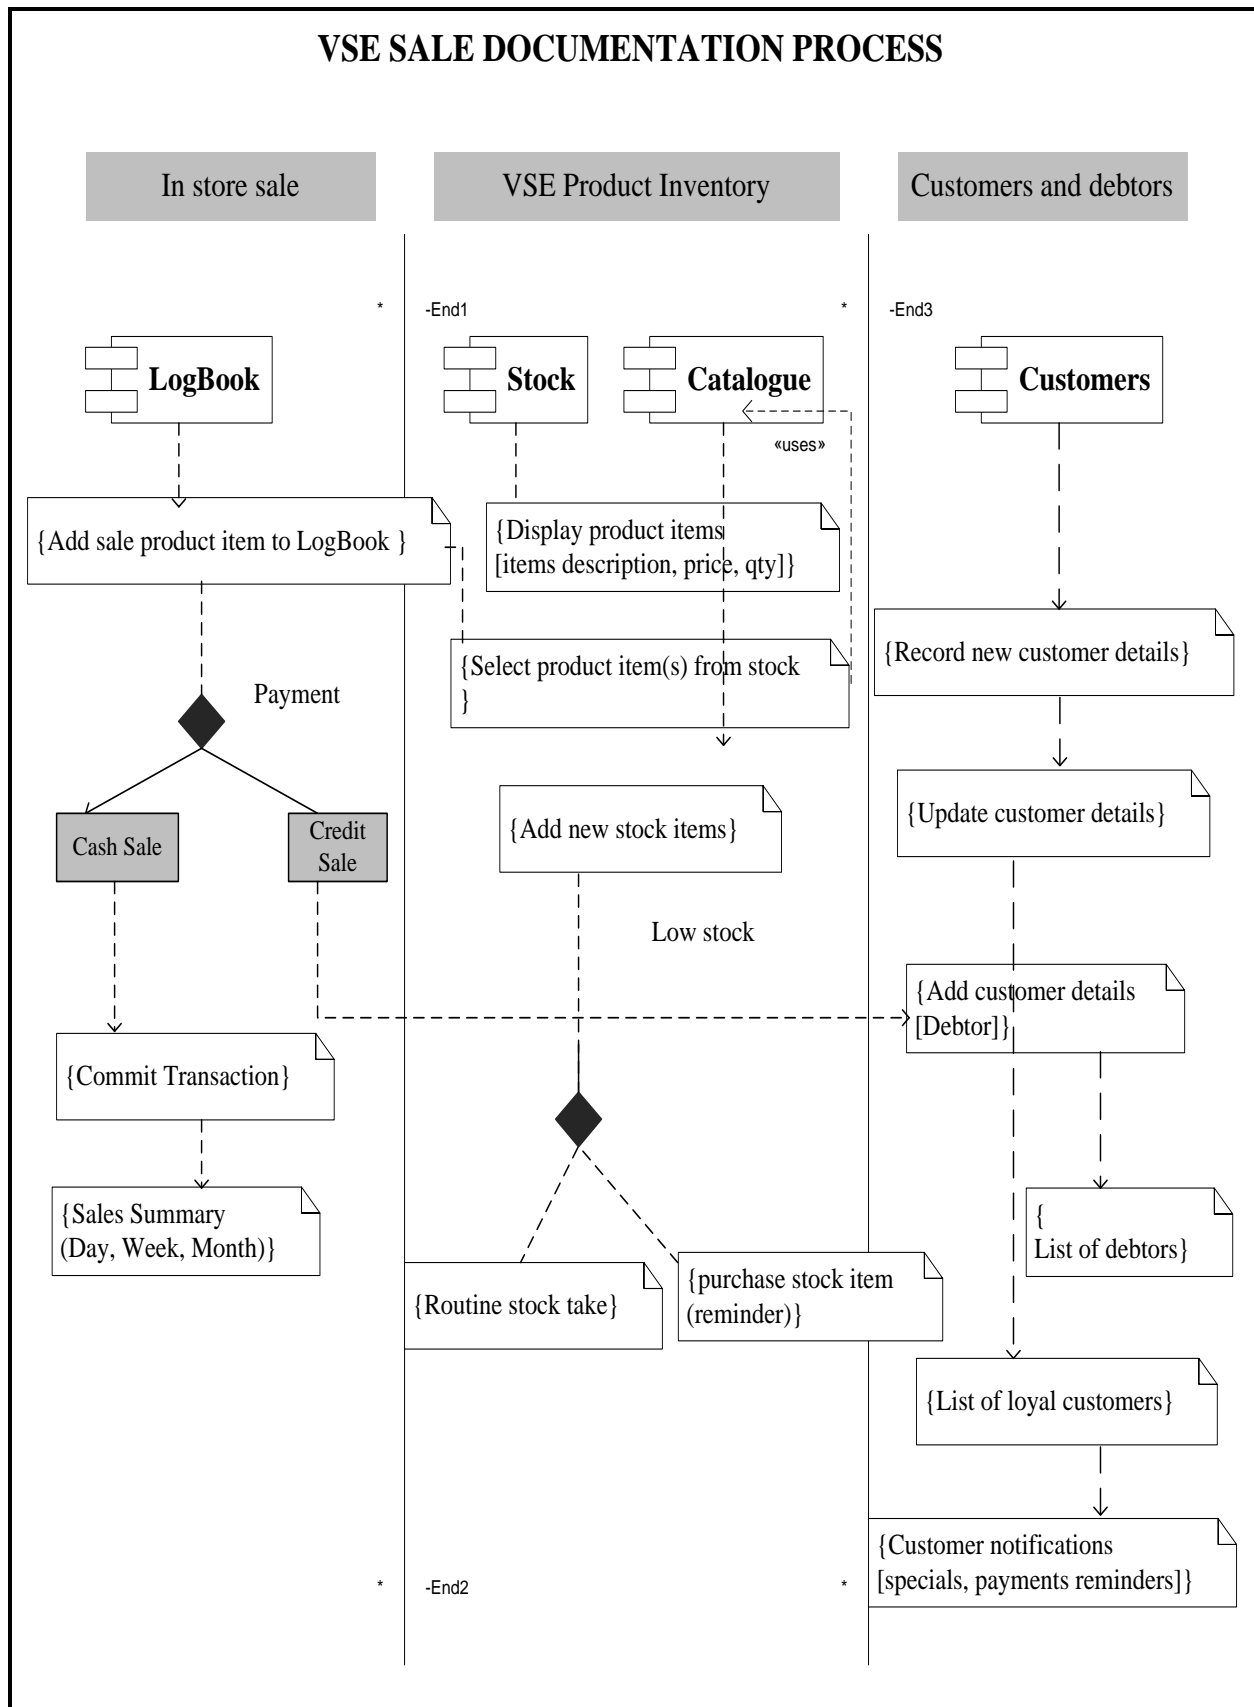 VSE SALE DOCUMENTATION PROCESS
In store sale
VSE Product Inventory
Customers and debtors
*
-End1
*
-End3
LogBook
Stock
Catalogue
Customers
«uses»
{Add sale product item to LogBook }
{Display product items
[items description, price, qty]}
{Select product item(s) from stock
}
{Record new customer details}
Payment
{Update customer details}
Cash Sale
Credit
Sale
{Add new stock items}
Low stock
{Add customer details
[Debtor]}
{Commit Transaction}
{Sales Summary
(Day, Week, Month)}
{
List of debtors}
{Routine stock take}
{purchase stock item
(reminder)}
{List of loyal customers}
{Customer notifications
[specials, payments reminders]}
*
-End2
*